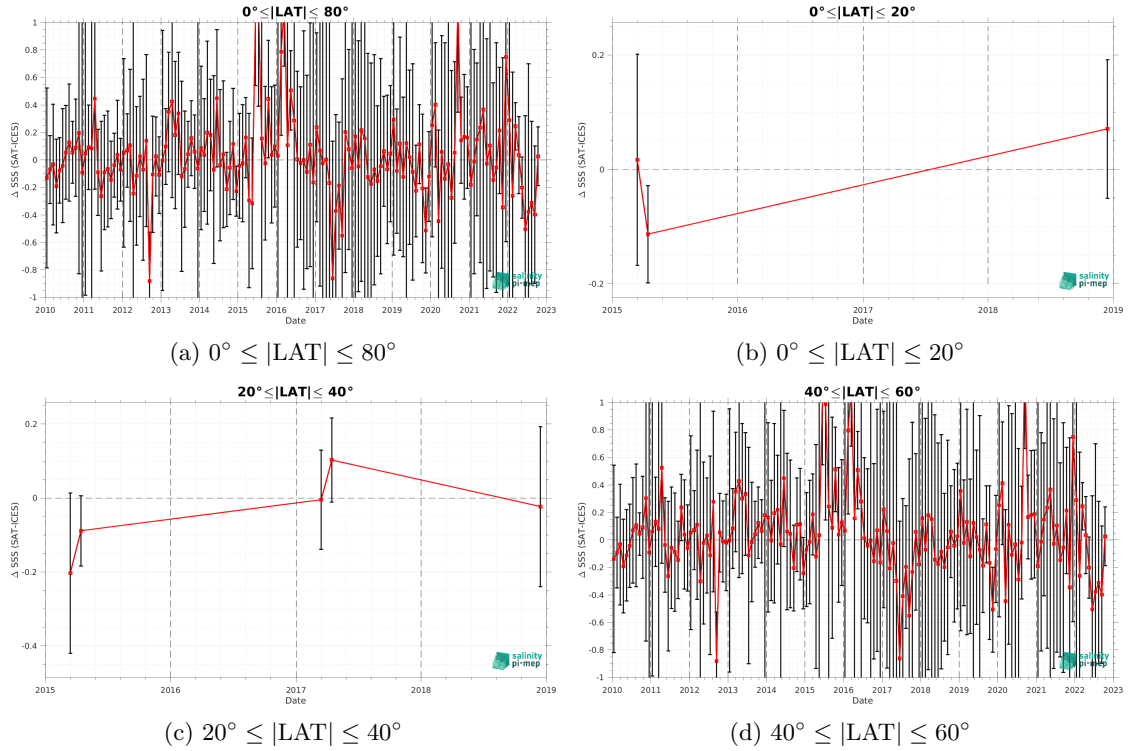 0°≤|LAT|≤ 80°
1
0.8
0.6
0.4
0.2
0
-0.2
-0.4
-0.6
-0.8
-1
Δ SSS (SAT-ICES)
2010 2011 2012 2013 2014 2015 2016 2017 2018 2019 2020 2021 2022 2023
Date
salinity
pi-mep
(a) 0° ≤ |LAT| ≤ 80°
0°≤|LAT|≤ 20°
0.2
0
-0.2
Δ SSS (SAT-ICES)
2015 2016 2017 2018 2019
Date
salinity
pi-mep
(b) 0° ≤ |LAT| ≤ 20°
20°≤|LAT|≤ 40°
0.2
0
-0.2
-0.4
Δ SSS (SAT-ICES)
2015 2016 2017 2018 2019
Date
salinity
pi-mep
(c) 20° ≤ |LAT| ≤ 40°
40°≤|LAT|≤ 60°
1
0.8
0.6
0.4
0.2
0
-0.2
-0.4
-0.6
-0.8
-1
Δ SSS (SAT-ICES)
2010 2011 2012 2013 2014 2015 2016 2017 2018 2019 2020 2021 2022 2023
Date
salinity
pi-mep
(d) 40° ≤ |LAT| ≤ 60°